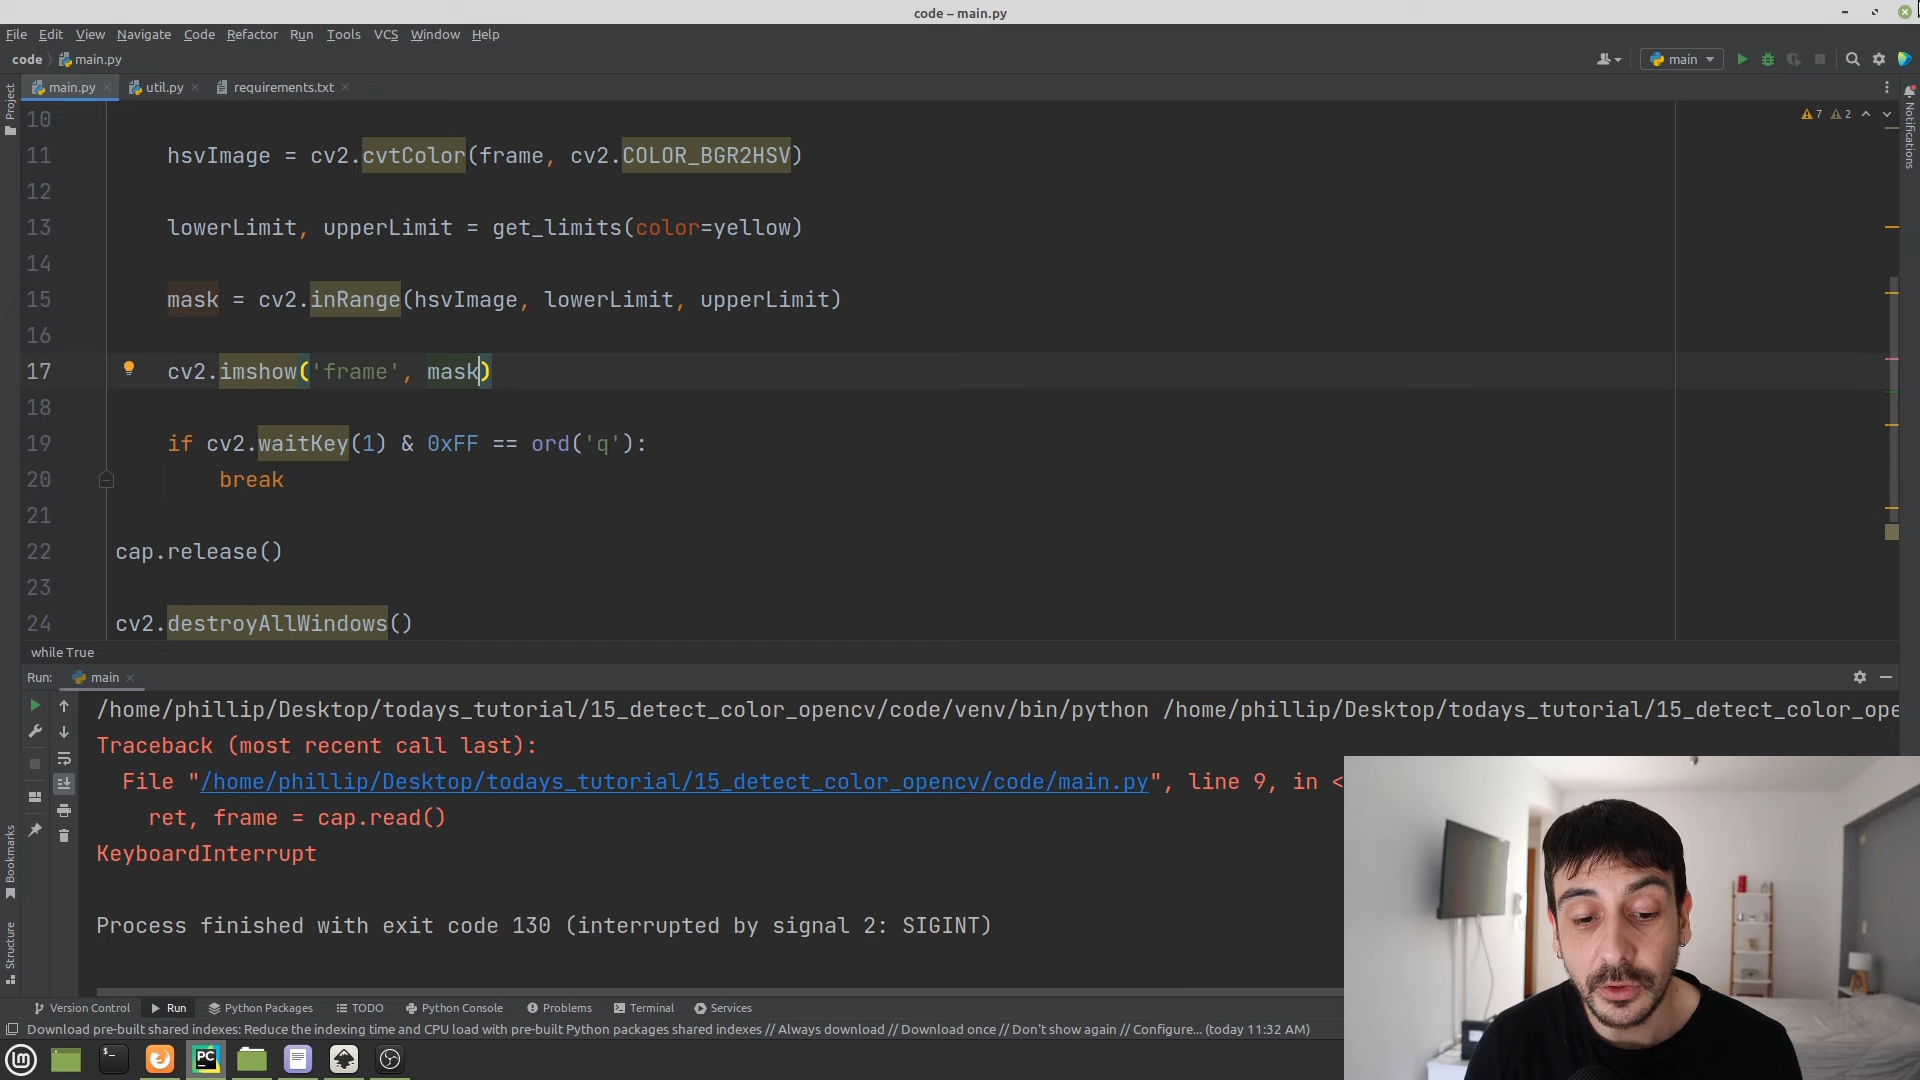 code – main.py
File Edit View Navigate Code Refactor Run Tools VCS Window Help
code main.py
main
main.py util.py requirements.txt
Project
Notifications
7 2
10
11 hsvImage = cv2.cvtColor(frame, cv2.COLOR_BGR2HSV)
12
13 lowerLimit, upperLimit = get_limits(color=yellow)
14
15 mask = cv2.inRange(hsvImage, lowerLimit, upperLimit)
16
17 cv2.imshow('frame', mask)
18
19 if cv2.waitKey(1) & 0xFF == ord('q'):
20 break
21
22 cap.release()
23
24 cv2.destroyAllWindows()
while True
Run: main
/home/phillip/Desktop/todays_tutorial/15_detect_color_opencv/code/venv/bin/python /home/phillip/Desktop/todays_tutorial/15_detect_color_ope
Traceback (most recent call last):
File "/home/phillip/Desktop/todays_tutorial/15_detect_color_opencv/code/main.py", line 9, in <
ret, frame = cap.read()
KeyboardInterrupt
Process finished with exit code 130 (interrupted by signal 2: SIGINT)
Bookmarks
Structure
Version Control Run Python Packages TODO Python Console Problems Terminal Services
Download pre-built shared indexes: Reduce the indexing time and CPU load with pre-built Python packages shared indexes // Always download // Download once // Don't show again // Configure... (today 11:32 AM)
PC